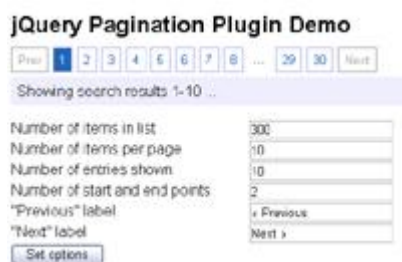 jQuery Pagination Plugin Demo
Prev 1 2 3 4 5 6 7 8 ... 29 30 Next
Showing search results 1-10 ...
Number of items in list 300
Number of items per page 10
Number of entries shown 10
Number of start and end points 2
"Previous" label ‹ Previous
"Next" label Next ›
Set options